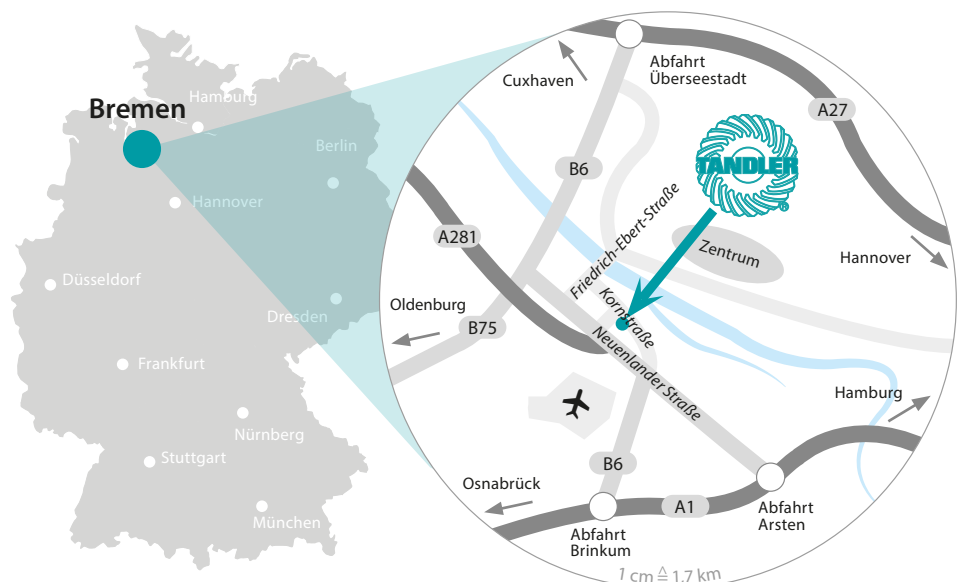 Bremen
Hamburg
Berlin
Hannover
Düsseldorf
Dresden
Frankfurt
Nürnberg
Stuttgart
München
Abfahrt
Überseestadt
Cuxhaven
A27
B6
TANDLER
®
Friedrich-Ebert-Straße
A281
Zentrum
Hannover
Oldenburg
Kornstraße
B75
Neuenlander Straße
Hamburg
B6
Osnabrück
A1
Abfahrt
Arsten
Abfahrt
Brinkum
1 cm ≙ 1,7 km